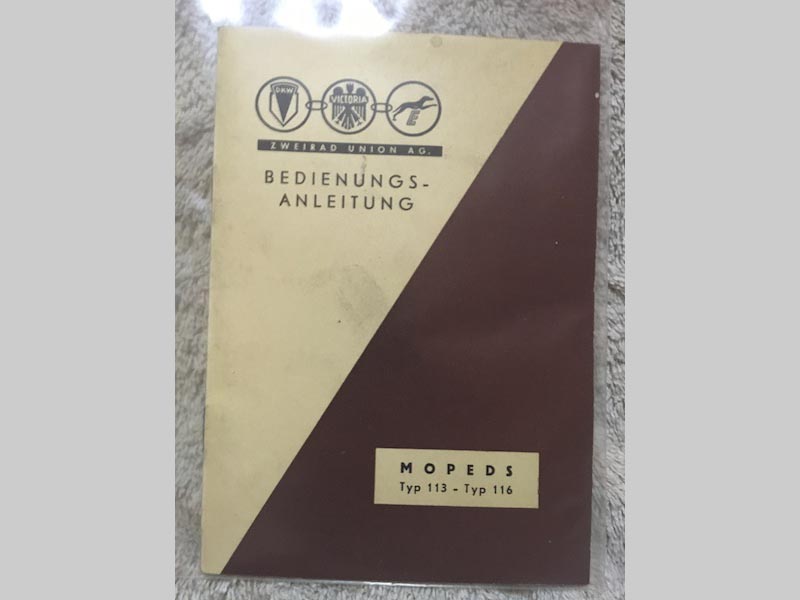 DKW VICTORIA E
ZWEIRAD UNION AG.
BEDIENUNGS-
ANLEITUNG
MOPEDS
Typ 113 - Typ 116